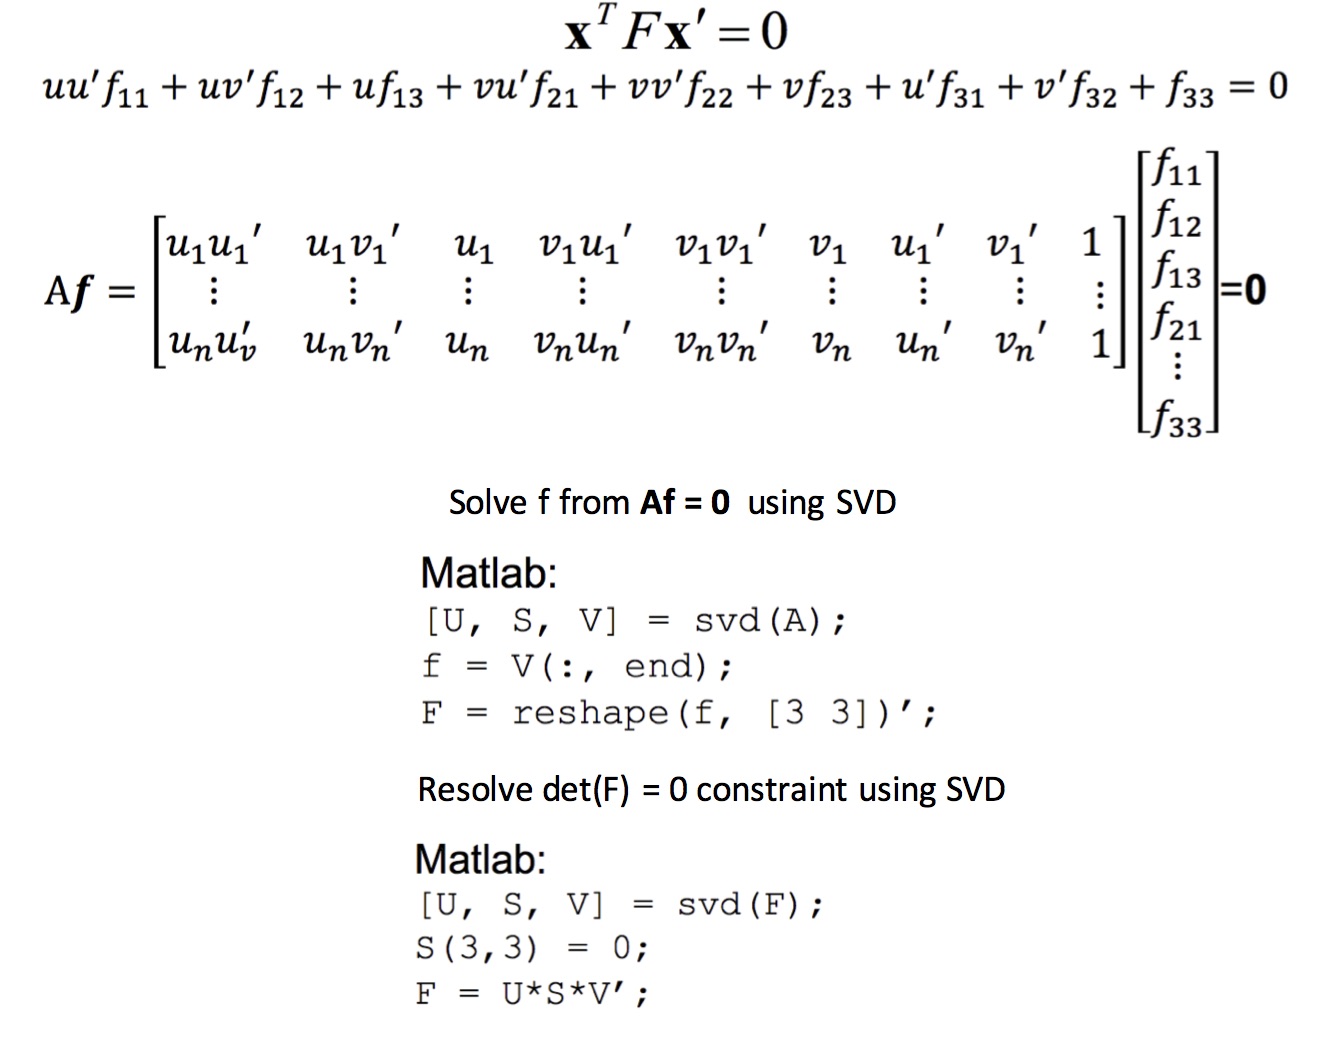 𝐱ᵀF𝐱′ = 0
uu′f₁₁ + uv′f₁₂ + uf₁₃ + vu′f₂₁ + vv′f₂₂ + vf₂₃ + u′f₃₁ + v′f₃₂ + f₃₃ = 0
A𝒇 = [u₁u₁′ u₁v₁′ u₁ v₁u₁′ v₁v₁′ v₁ u₁′ v₁′ 1
⋮ ⋮ ⋮ ⋮ ⋮ ⋮ ⋮ ⋮ ⋮
uₙu′ᵥ uₙvₙ′ uₙ vₙuₙ′ vₙvₙ′ vₙ uₙ′ vₙ′ 1]
[f₁₁
f₁₂
f₁₃
f₂₁
⋮
f₃₃]
=0
Solve f from Af = 0 using SVD
Matlab:
[U, S, V] = svd(A);
f = V(:, end);
F = reshape(f, [3 3])′;
Resolve det(F) = 0 constraint using SVD
Matlab:
[U, S, V] = svd(F);
S(3,3) = 0;
F = U*S*V′;